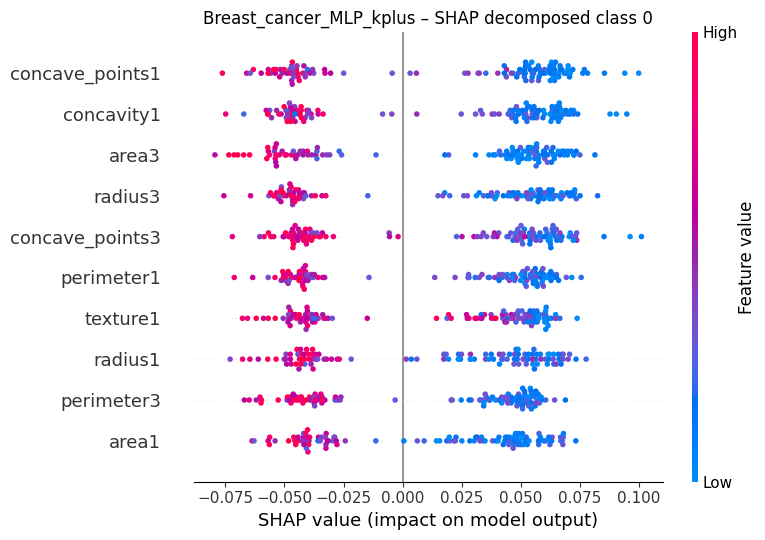 Breast_cancer_MLP_kplus – SHAP decomposed class 0
High
concave_points1
concavity1
area3
radius3
concave_points3
perimeter1
texture1
radius1
perimeter3
area1
Feature value
Low
−0.075 −0.050 −0.025 0.000 0.025 0.050 0.075 0.100
SHAP value (impact on model output)